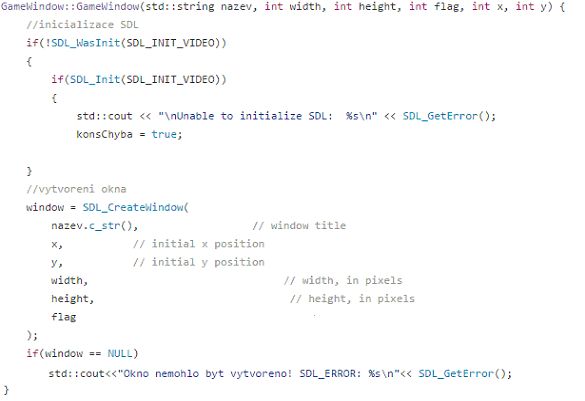 GameWindow::GameWindow(std::string nazev, int width, int height, int flag, int x, int y) {
    //inicializace SDL
    if(!SDL_WasInit(SDL_INIT_VIDEO))
    {
        if(SDL_Init(SDL_INIT_VIDEO))
        {
            std::cout << "\nUnable to initialize SDL:  %s\n" << SDL_GetError();
            konsChyba = true;
    }
    //vytvoreni okna
    window = SDL_CreateWindow(
        nazev.c_str(),                  // window title
        x,           // initial x position
        y,           // initial y position
        width,                               // width, in pixels
        height,                               // height, in pixels
        flag
    );
    if(window == NULL)
        std::cout<<"Okno nemohlo byt vytvoreno! SDL_ERROR: %s\n"<< SDL_GetError();
}